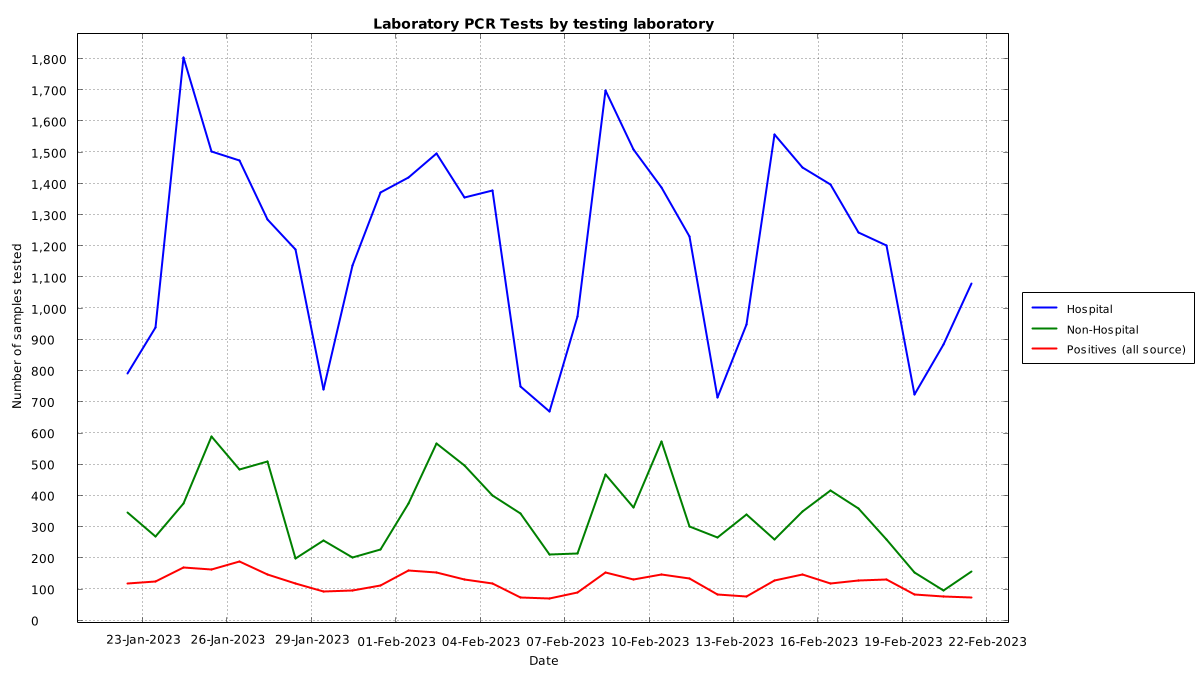 Laboratory PCR Tests by testing laboratory
Number of samples tested
1,800
1,700
1,600
1,500
1,400
1,300
1,200
1,100
1,000
900
800
700
600
500
400
300
200
100
0
23-Jan-2023 26-Jan-2023 29-Jan-2023 01-Feb-2023 04-Feb-2023 07-Feb-2023 10-Feb-2023 13-Feb-2023 16-Feb-2023 19-Feb-2023 22-Feb-2023
Date
Hospital
Non-Hospital
Positives (all source)